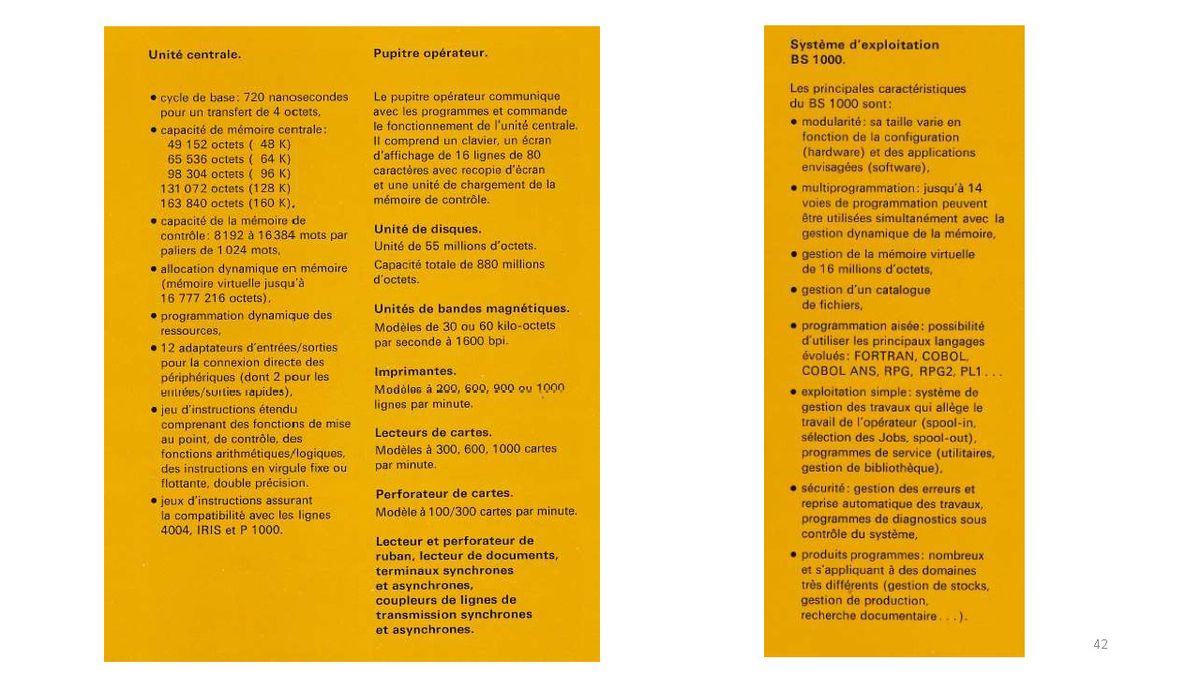 Unité centrale.
• cycle de base: 720 nanosecondes
pour un transfert de 4 octets,
• capacité de mémoire centrale:
49 152 octets ( 48 K)
65 536 octets ( 64 K)
98 304 octets ( 96 K)
131 072 octets (128 K)
163 840 octets (160 K),
• capacité de la mémoire de
contrôle: 8192 à 16384 mots par
paliers de 1024 mots,
• allocation dynamique en mémoire
(mémoire virtuelle jusqu'à
16 777 216 octets),
• programmation dynamique des
ressources,
• 12 adaptateurs d'entrées/sorties
pour la connexion directe des
périphériques (dont 2 pour les
entrées/sorties rapides),
• jeu d'instructions étendu
comprenant des fonctions de mise
au point, de contrôle, des
fonctions arithmétiques/logiques,
des instructions en virgule fixe ou
flottante, double précision.
• jeux d'instructions assurant
la compatibilité avec les lignes
4004, IRIS et P 1000.
Pupitre opérateur.
Le pupitre opérateur communique
avec les programmes et commande
le fonctionnement de l'unité centrale.
Il comprend un clavier, un écran
d'affichage de 16 lignes de 80
caractères avec recopie d'écran
et une unité de chargement de la
mémoire de contrôle.
Unité de disques.
Unité de 55 millions d'octets.
Capacité totale de 880 millions
d'octets.
Unités de bandes magnétiques.
Modèles de 30 ou 60 kilo-octets
par seconde à 1600 bpi.
Imprimantes.
Modèles à 200, 600, 900 ou 1000
lignes par minute.
Lecteurs de cartes.
Modèles à 300, 600, 1000 cartes
par minute.
Perforateur de cartes.
Modèle à 100/300 cartes par minute.
Lecteur et perforateur de
ruban, lecteur de documents,
terminaux synchrones
et asynchrones,
coupleurs de lignes de
transmission synchrones
et asynchrones.
Système d'exploitation
BS 1000.
Les principales caractéristiques
du BS 1000 sont:
• modularité: sa taille varie en
fonction de la configuration
(hardware) et des applications
envisagées (software),
• multiprogrammation: jusqu'à 14
voies de programmation peuvent
être utilisées simultanément avec la
gestion dynamique de la mémoire,
• gestion de la mémoire virtuelle
de 16 millions d'octets,
• gestion d'un catalogue
de fichiers,
• programmation aisée: possibilité
d'utiliser les principaux langages
évolués: FORTRAN, COBOL,
COBOL ANS, RPG, RPG2, PL1 . . .
• exploitation simple: système de
gestion des travaux qui allège le
travail de l'opérateur (spool-in,
sélection des Jobs, spool-out),
programmes de service (utilitaires,
gestion de bibliothèque),
• sécurité: gestion des erreurs et
reprise automatique des travaux,
programmes de diagnostics sous
contrôle du système,
• produits programmes: nombreux
et s'appliquant à des domaines
très différents (gestion de stocks,
gestion de production,
recherche documentaire . . . ).
42